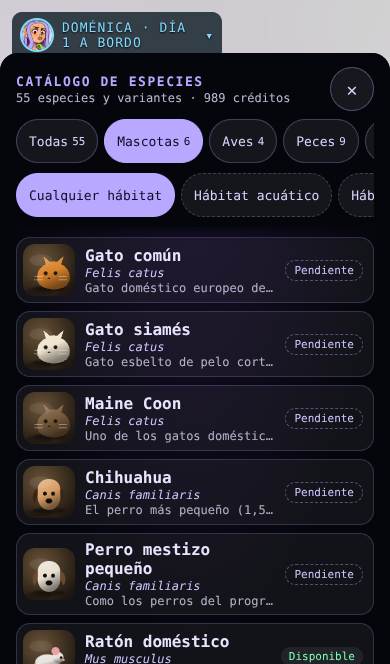 DOMÉNICA · DÍA
1 A BORDO
▾
CATÁLOGO DE ESPECIES
55 especies y variantes · 989 créditos
×
Todas 55
Mascotas 6
Aves 4
Peces 9
Cualquier hábitat
Hábitat acuático
Háb
Gato común
Felis catus
Gato doméstico europeo de…
Pendiente
Gato siamés
Felis catus
Gato esbelto de pelo cort…
Pendiente
Maine Coon
Felis catus
Uno de los gatos doméstic…
Pendiente
Chihuahua
Canis familiaris
El perro más pequeño (1,5…
Pendiente
Perro mestizo
pequeño
Canis familiaris
Como los perros del progr…
Pendiente
Ratón doméstico
Mus musculus
Disponible